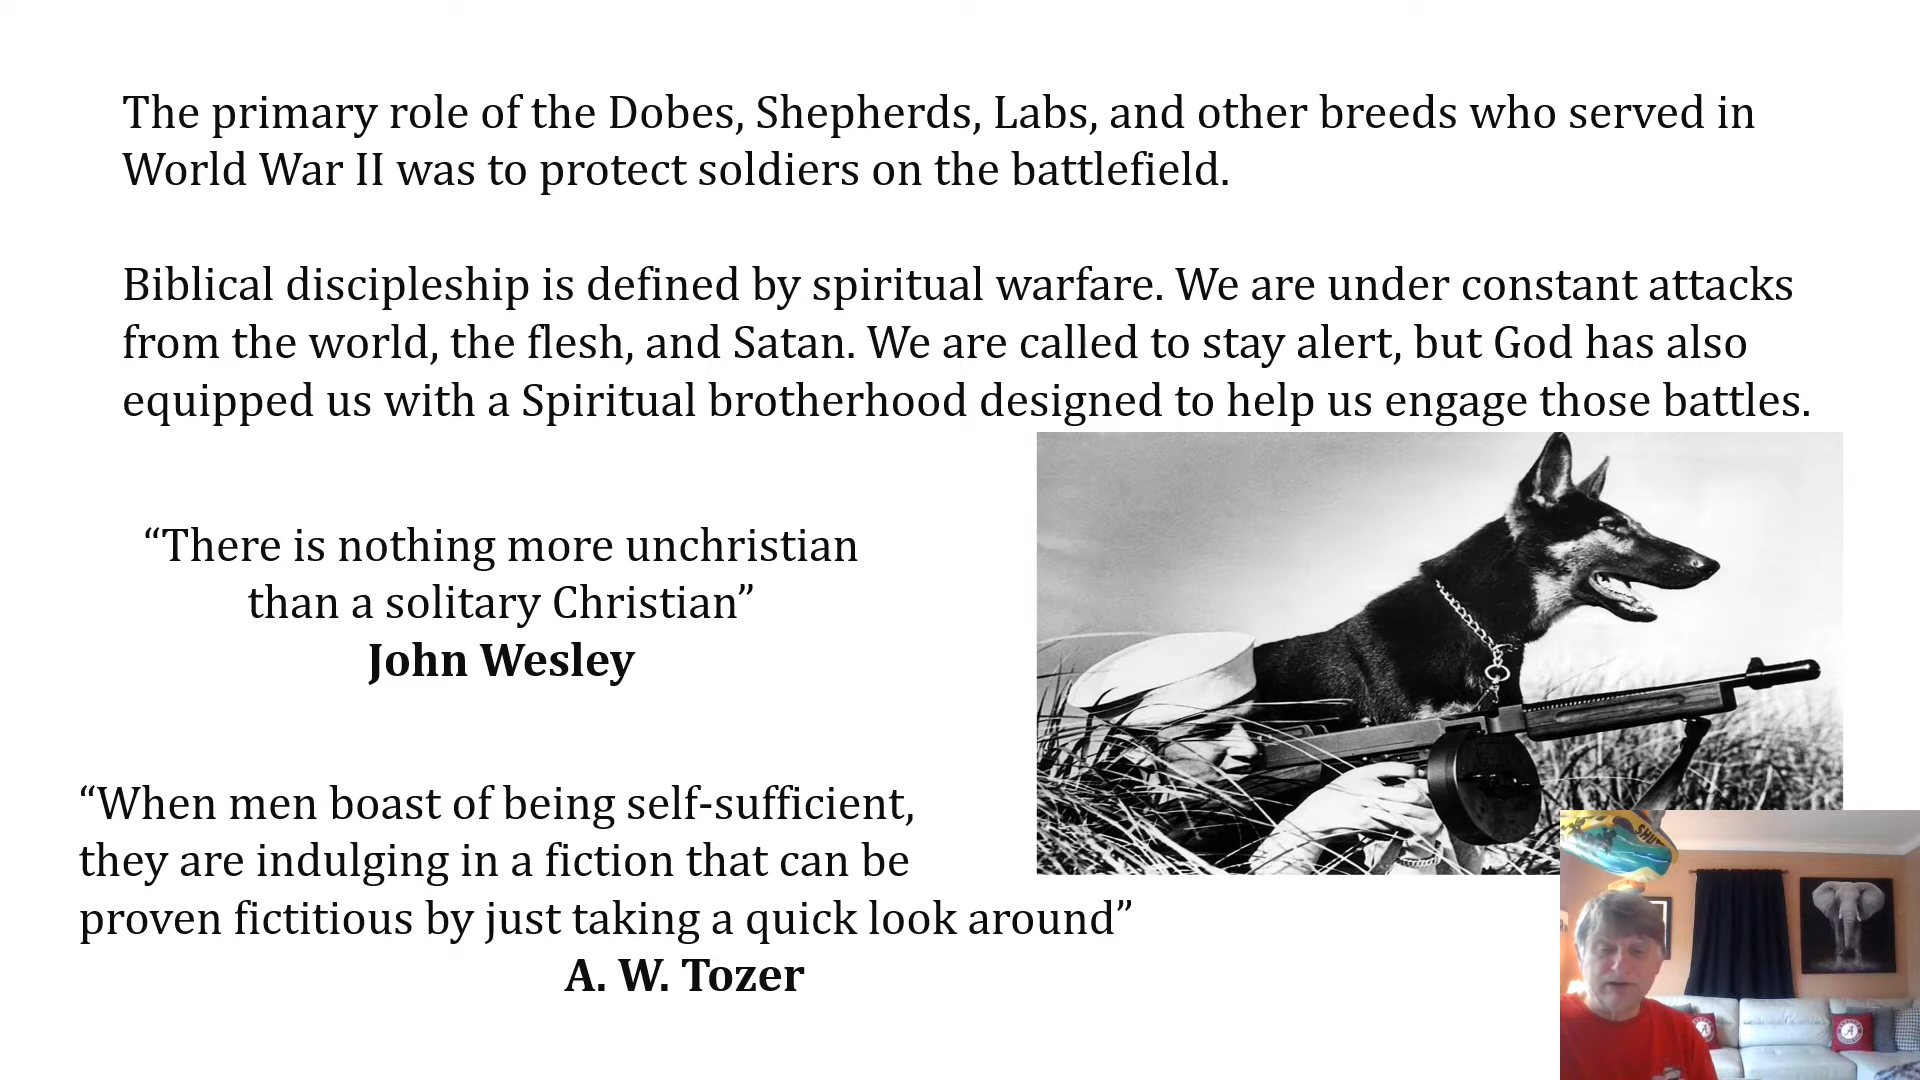 The primary role of the Dobes, Shepherds, Labs, and other breeds who served in
World War II was to protect soldiers on the battlefield.
Biblical discipleship is defined by spiritual warfare. We are under constant attacks
from the world, the flesh, and Satan. We are called to stay alert, but God has also
equipped us with a Spiritual brotherhood designed to help us engage those battles.
“There is nothing more unchristian
than a solitary Christian”
John Wesley
“When men boast of being self-sufficient,
they are indulging in a fiction that can be
proven fictitious by just taking a quick look around”
A. W. Tozer